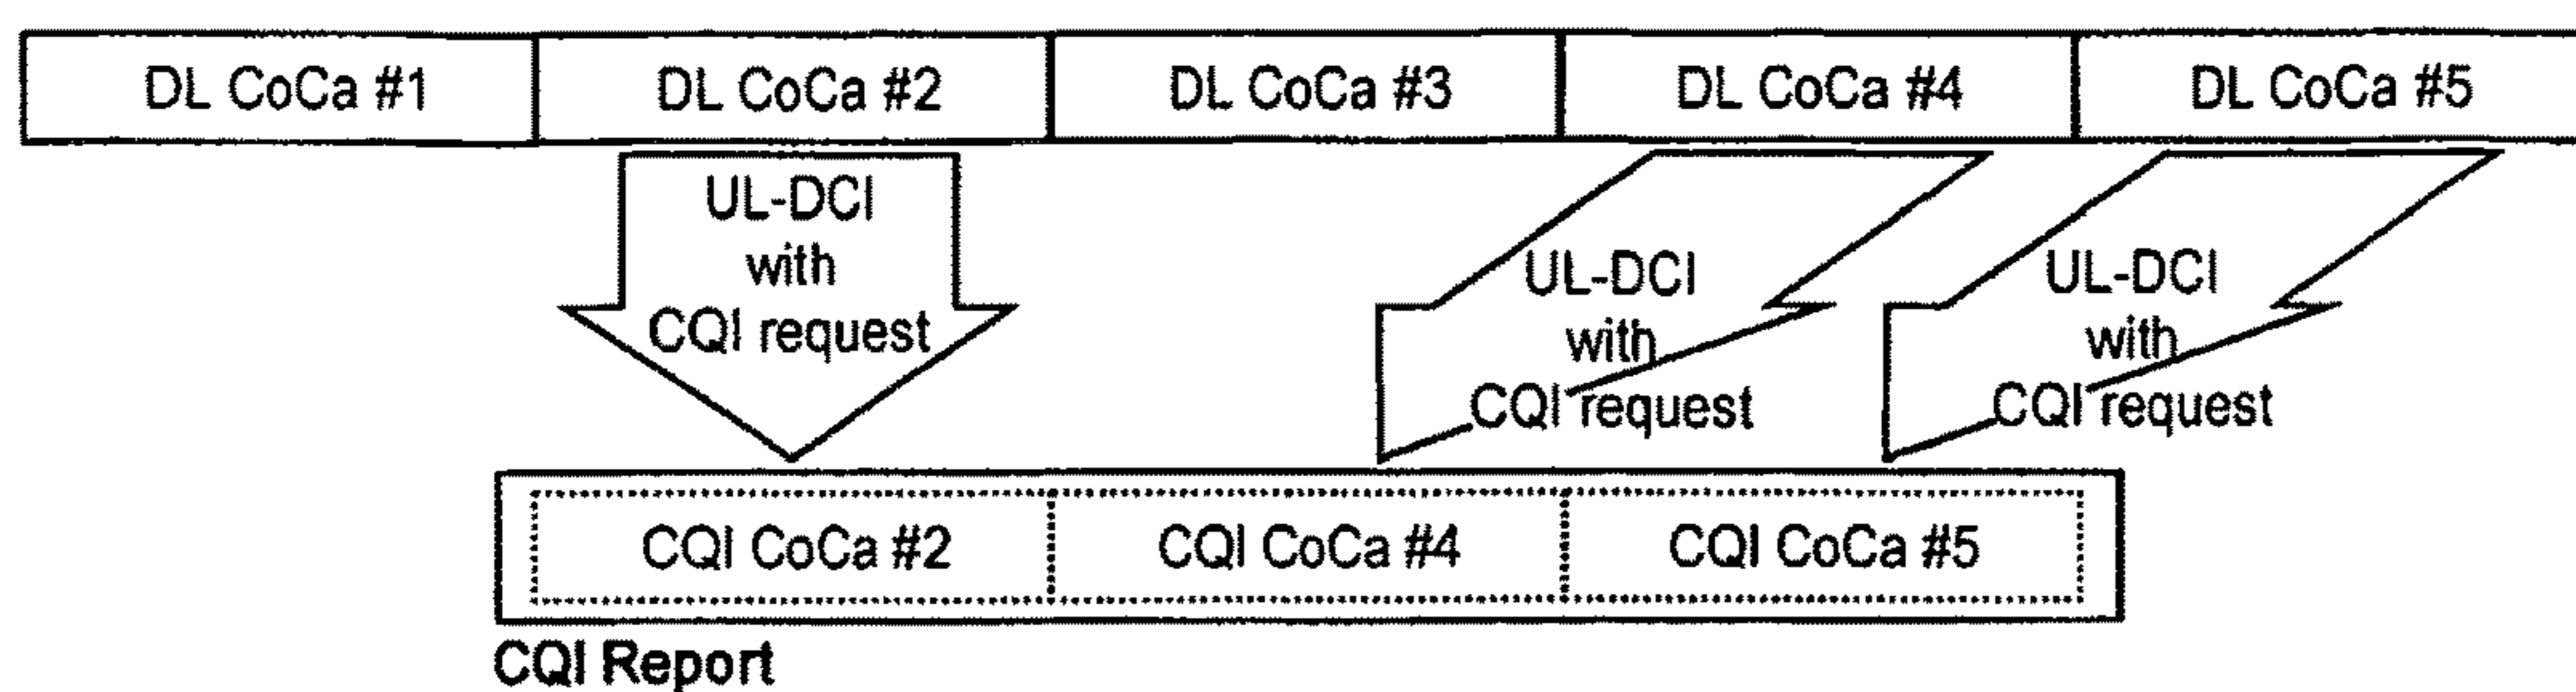 DL CoCa #1
DL CoCa #2
DL CoCa #3
DL CoCa #4
DL CoCa #5
UL-DCI
with
CQI request
UL-DCI
with
CQI request
UL-DCI
with
CQI request
CQI CoCa #2
CQI CoCa #4
CQI CoCa #5
CQI Report